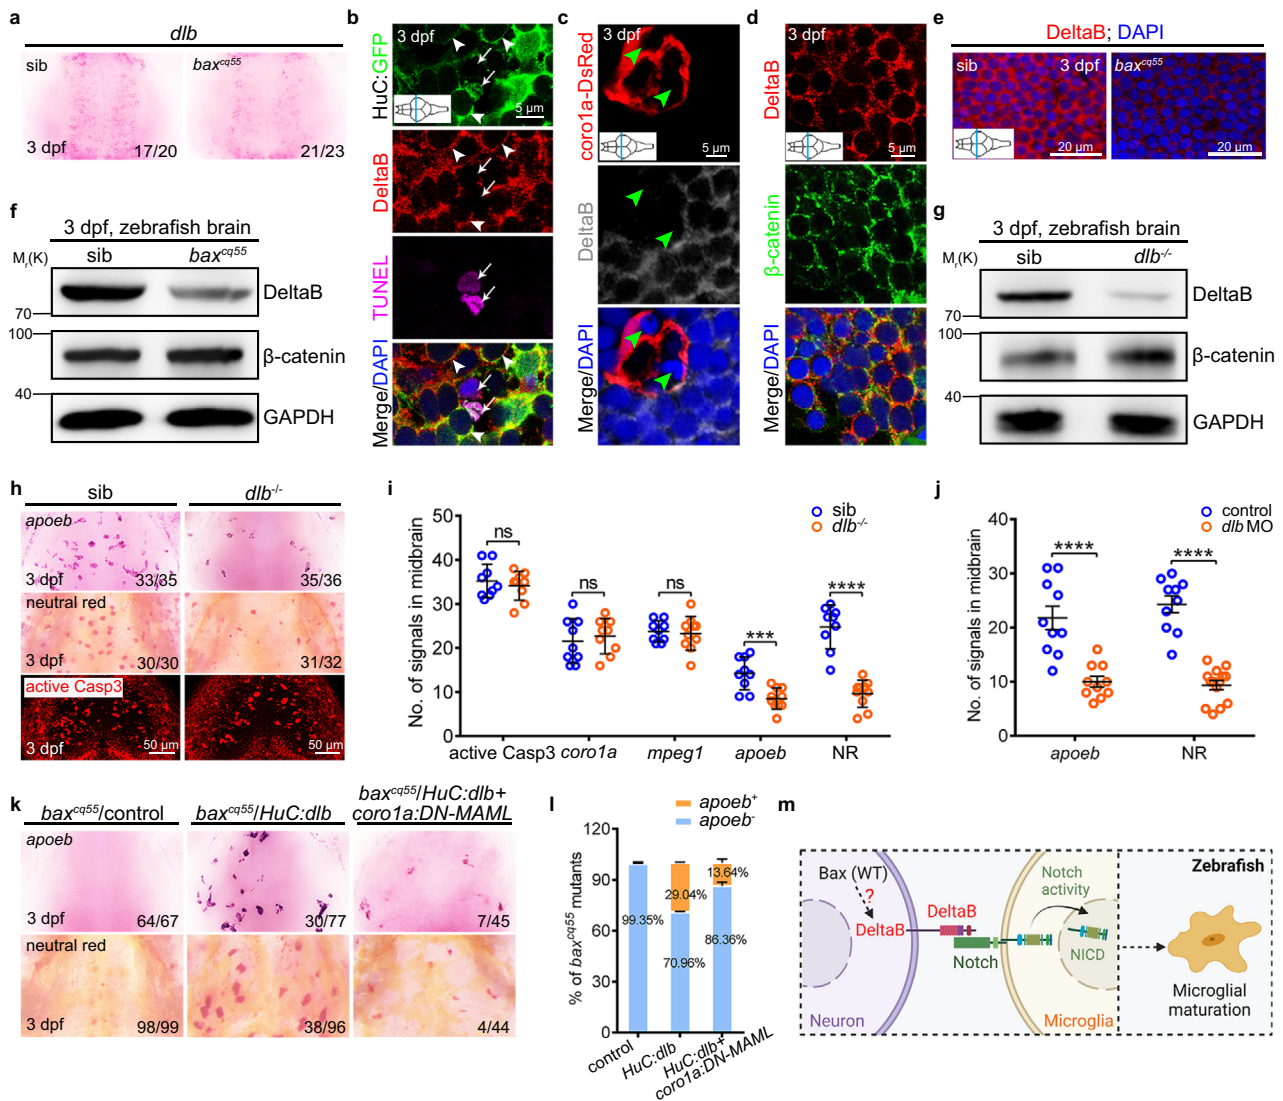 a
dlb
sib
bax^cq55
3 dpf
17/20
21/23
b
3 dpf
HuC:GFP
5 µm
DeltaB
TUNEL
Merge/DAPI
c
3 dpf
coro1a-DsRed
5 µm
DeltaB
Merge/DAPI
d
3 dpf
DeltaB
5 µm
β-catenin
Merge/DAPI
e
DeltaB; DAPI
sib
3 dpf
bax^cq55
20 µm
20 µm
f
3 dpf, zebrafish brain
Mr(K)
sib
bax^cq55
DeltaB
70
100
β-catenin
40
GAPDH
g
3 dpf, zebrafish brain
Mr(K)
sib
dlb-/-
DeltaB
70
100
β-catenin
40
GAPDH
h
sib
dlb-/-
apoeb
3 dpf
33/35
35/36
neutral red
3 dpf
30/30
31/32
active Casp3
3 dpf
50 µm
50 µm
i
sib
dlb-/-
No. of signals in midbrain
50
40
30
20
10
0
ns
ns
ns
***
****
active Casp3
coro1a
mpeg1
apoeb
NR
j
control
dlb MO
No. of signals in midbrain
40
30
20
10
0
****
****
apoeb
NR
k
bax^cq55/control
bax^cq55/HuC:dlb
bax^cq55/HuC:dlb+
coro1a:DN-MAML
apoeb
3 dpf
64/67
30/77
7/45
neutral red
3 dpf
98/99
38/96
4/44
l
apoeb+
apoeb-
% of bax^cq55 mutants
120
90
60
30
0
99.35%
29.04%
70.96%
13.64%
86.36%
control
HuC:dlb
HuC:dlb+
coro1a:DN-MAML
m
Zebrafish
Bax (WT)
?
DeltaB
DeltaB
Notch
Notch
activity
NICD
Neuron
Microglia
Microglial
maturation